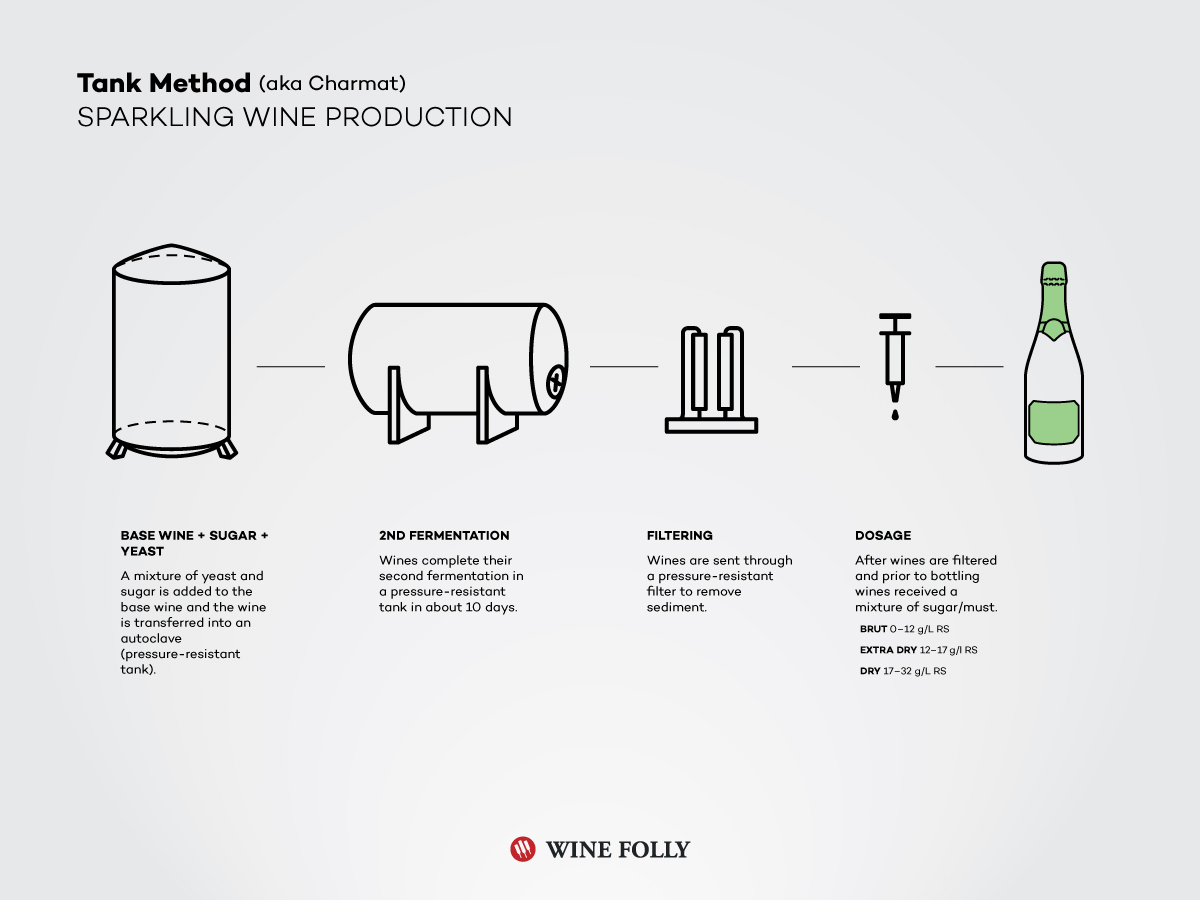 Tank Method (aka Charmat)
SPARKLING WINE PRODUCTION
BASE WINE + SUGAR +
YEAST
A mixture of yeast and
sugar is added to the
base wine and the wine
is transferred into an
autoclave
(pressure-resistant
tank).
2ND FERMENTATION
Wines complete their
second fermentation in
a pressure-resistant
tank in about 10 days.
FILTERING
Wines are sent through
a pressure-resistant
filter to remove
sediment.
DOSAGE
After wines are filtered
and prior to bottling
wines received a
mixture of sugar/must.
BRUT 0–12 g/L RS
EXTRA DRY 12–17 g/l RS
DRY 17–32 g/L RS
WINE FOLLY